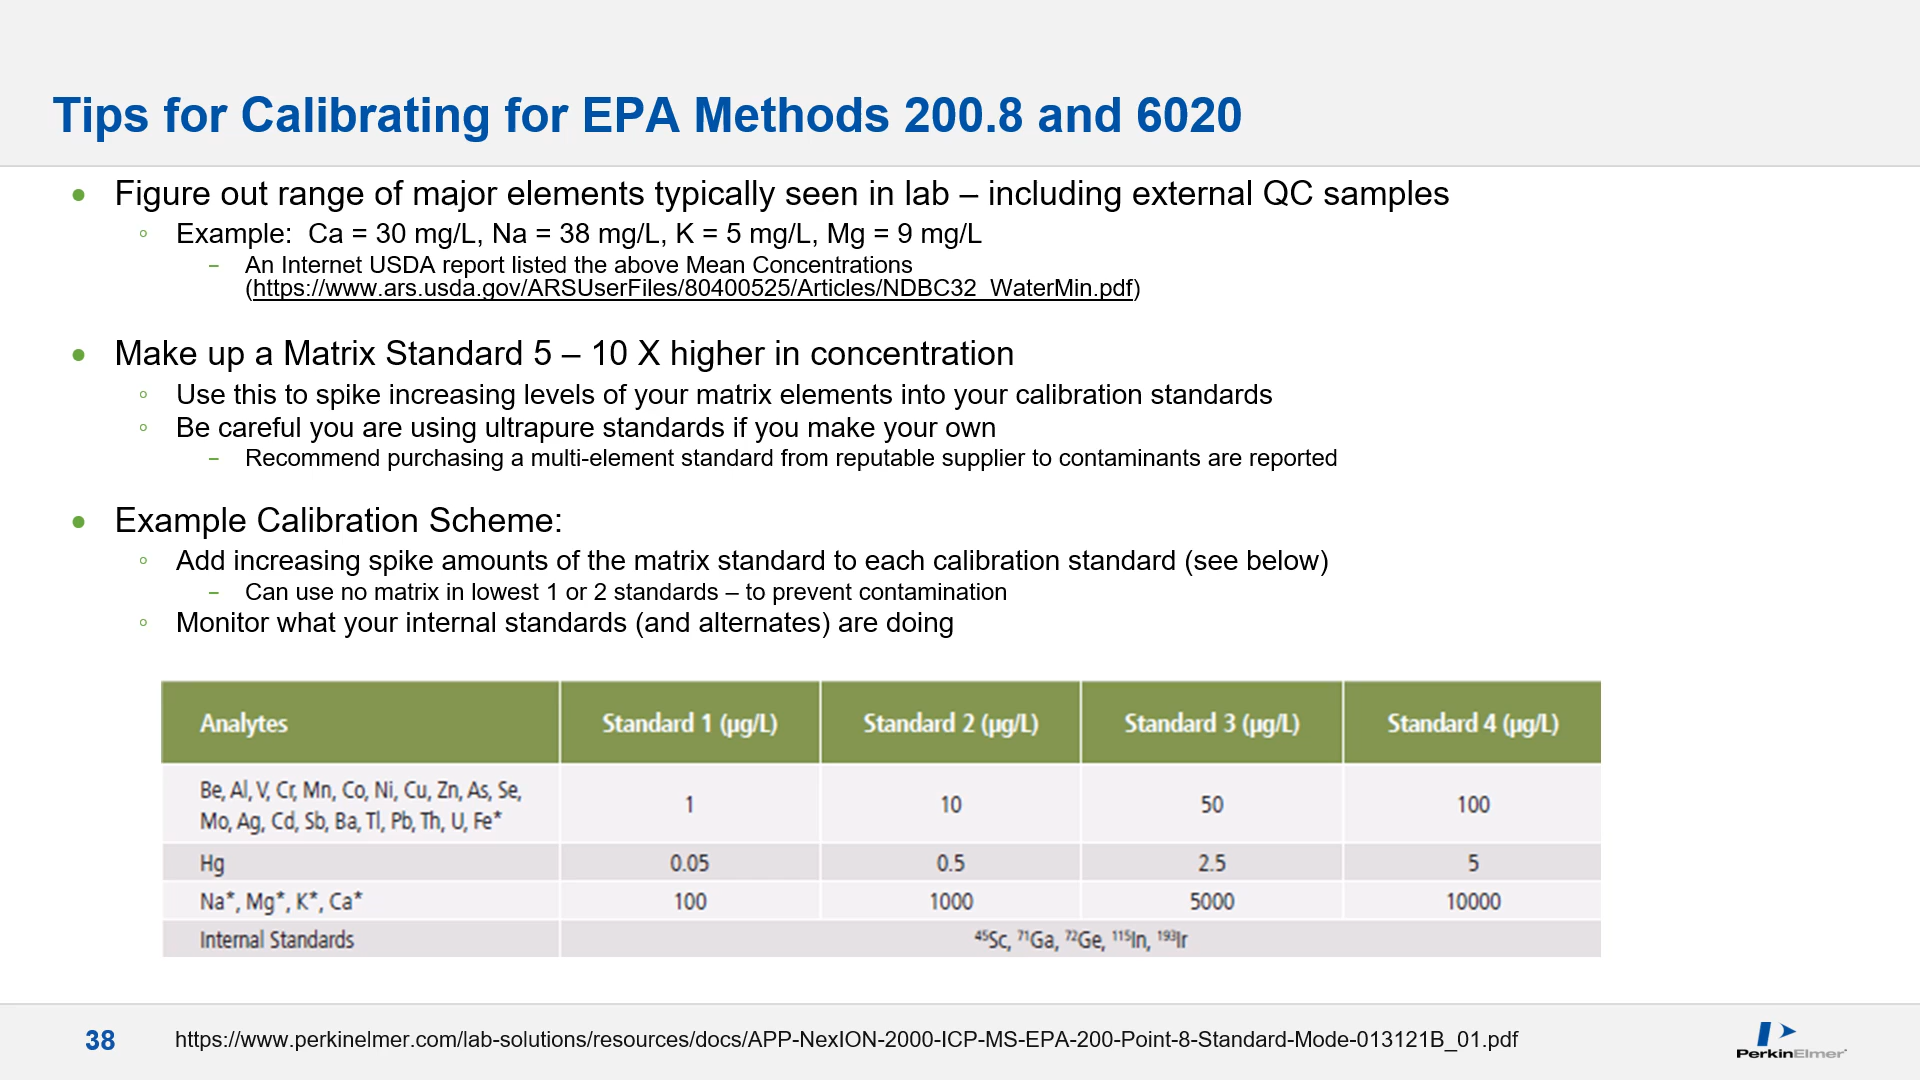 Tips for Calibrating for EPA Methods 200.8 and 6020
• Figure out range of major elements typically seen in lab – including external QC samples
◦ Example:  Ca = 30 mg/L, Na = 38 mg/L, K = 5 mg/L, Mg = 9 mg/L
– An Internet USDA report listed the above Mean Concentrations
(https://www.ars.usda.gov/ARSUserFiles/80400525/Articles/NDBC32_WaterMin.pdf)
• Make up a Matrix Standard 5 – 10 X higher in concentration
◦ Use this to spike increasing levels of your matrix elements into your calibration standards
◦ Be careful you are using ultrapure standards if you make your own
– Recommend purchasing a multi-element standard from reputable supplier to contaminants are reported
• Example Calibration Scheme:
◦ Add increasing spike amounts of the matrix standard to each calibration standard (see below)
– Can use no matrix in lowest 1 or 2 standards – to prevent contamination
◦ Monitor what your internal standards (and alternates) are doing
Analytes Standard 1 (µg/L) Standard 2 (µg/L) Standard 3 (µg/L) Standard 4 (µg/L)
Be, Al, V, Cr, Mn, Co, Ni, Cu, Zn, As, Se,
Mo, Ag, Cd, Sb, Ba, Tl, Pb, Th, U, Fe* 1 10 50 100
Hg 0.05 0.5 2.5 5
Na*, Mg*, K*, Ca* 100 1000 5000 10000
Internal Standards ⁴⁵Sc, ⁷¹Ga, ⁷²Ge, ¹¹⁵In, ¹⁹³Ir
38 https://www.perkinelmer.com/lab-solutions/resources/docs/APP-NexION-2000-ICP-MS-EPA-200-Point-8-Standard-Mode-013121B_01.pdf
PerkinElmer